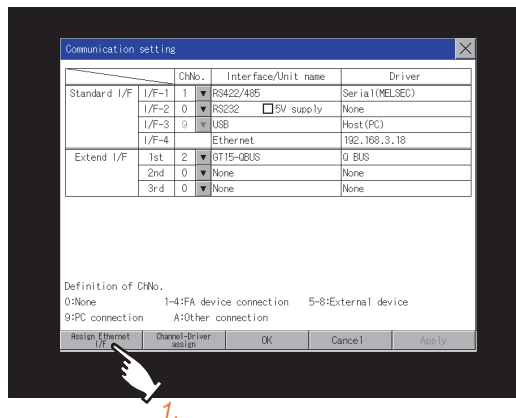 Communication setting
ChNo. Interface/Unit name Driver
Standard I/F I/F-1 1 RS422/485 Serial(MELSEC)
I/F-2 0 RS232 5V supply None
I/F-3 9 USB Host(PC)
I/F-4 Ethernet 192.168.3.18
Extend I/F 1st 2 GT15-QBUS Q BUS
2nd 0 None None
3rd 0 None None
Definition of ChNo.
0:None 1-4:FA device connection 5-8:External device
9:PC connection A:Other connection
Assign Ethernet I/F Channel-Driver assign OK Cancel Apply
1.